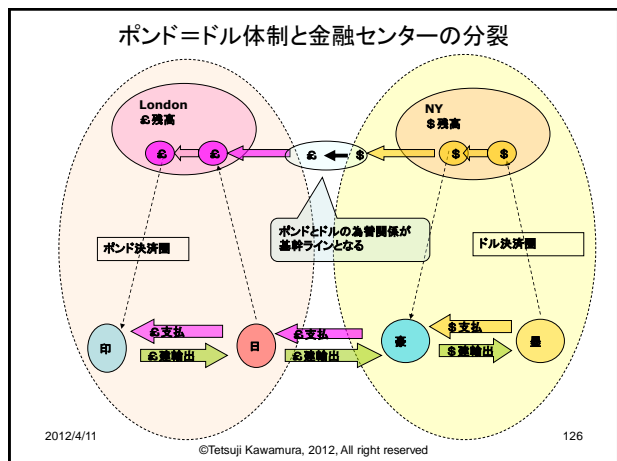 ポンド＝ドル体制と金融センターの分裂
London
£残高
NY
$残高
£
£
£
$
$
$
ポンドとドルの為替関係が
基幹ラインとなる
ポンド決済圏
ドル決済圏
£支払
£支払
$支払
印
日
豪
墨
£建輸出
£建輸出
$建輸出
2012/4/11
126
©Tetsuji Kawamura, 2012, All right reserved